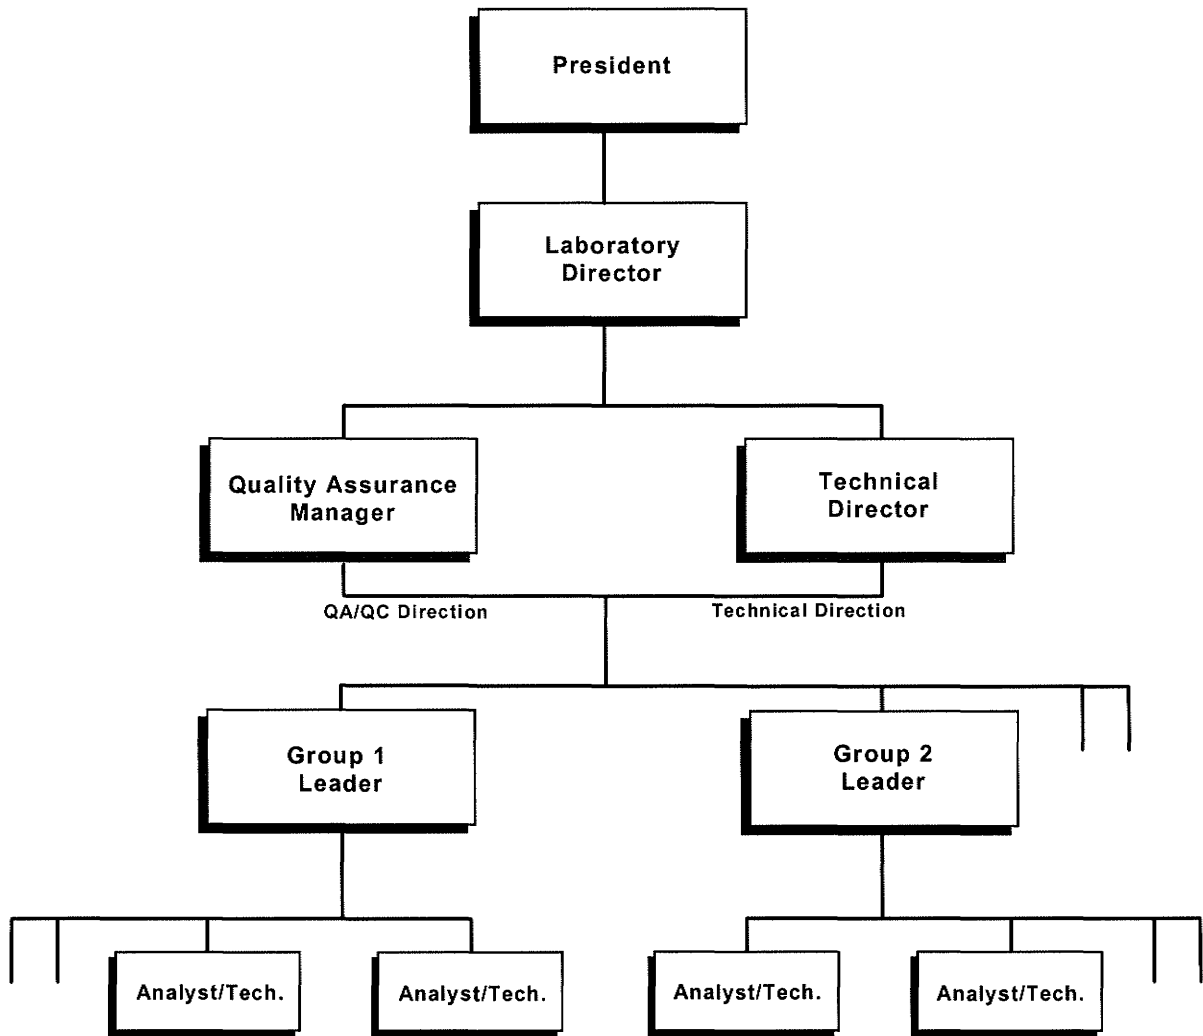 President
Laboratory
Director
Quality Assurance
Manager
Technical
Director
QA/QC Direction
Technical Direction
Group 1
Leader
Group 2
Leader
Analyst/Tech.
Analyst/Tech.
Analyst/Tech.
Analyst/Tech.